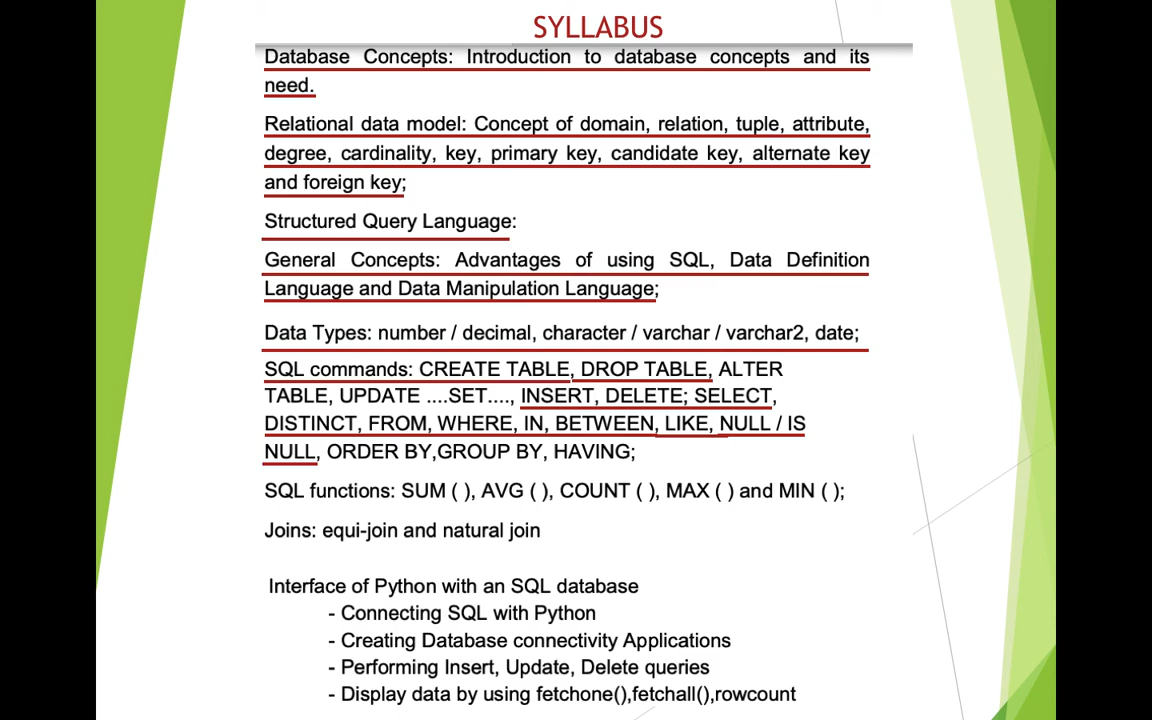 SYLLABUS
Database Concepts: Introduction to database concepts and its
need.
Relational data model: Concept of domain, relation, tuple, attribute,
degree, cardinality, key, primary key, candidate key, alternate key
and foreign key;
Structured Query Language:
General Concepts: Advantages of using SQL, Data Definition
Language and Data Manipulation Language;
Data Types: number / decimal, character / varchar / varchar2, date;
SQL commands: CREATE TABLE, DROP TABLE, ALTER
TABLE, UPDATE ....SET...., INSERT, DELETE; SELECT,
DISTINCT, FROM, WHERE, IN, BETWEEN, LIKE, NULL / IS
NULL, ORDER BY,GROUP BY, HAVING;
SQL functions: SUM ( ), AVG ( ), COUNT ( ), MAX ( ) and MIN ( );
Joins: equi-join and natural join
Interface of Python with an SQL database
- Connecting SQL with Python
- Creating Database connectivity Applications
- Performing Insert, Update, Delete queries
- Display data by using fetchone(),fetchall(),rowcount